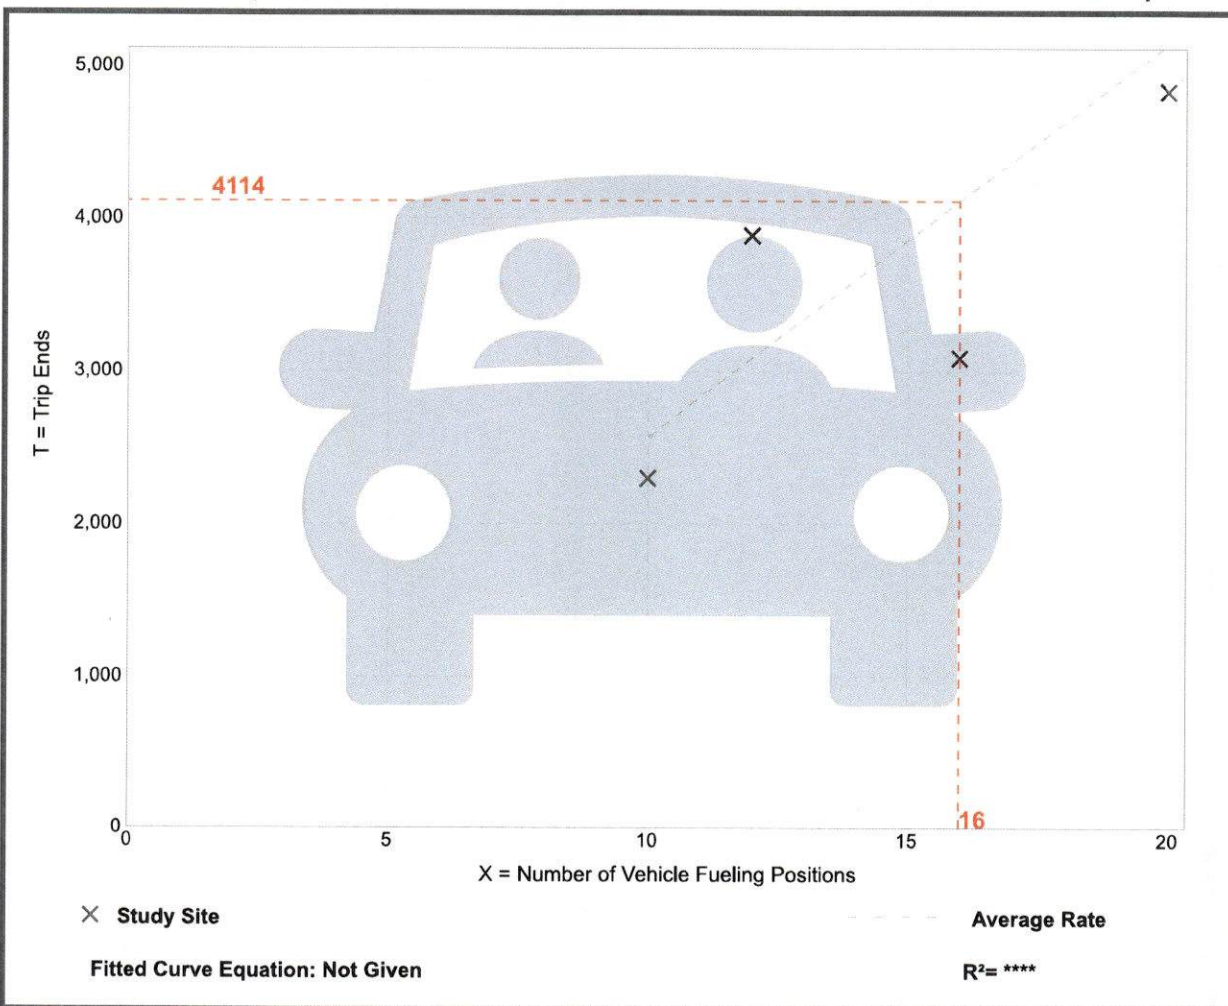 5,000
4114
4,000
3,000
2,000
1,000
0
T = Trip Ends
0 5 10 15 16 20
X = Number of Vehicle Fueling Positions
Study Site
Average Rate
Fitted Curve Equation: Not Given
R²= ****